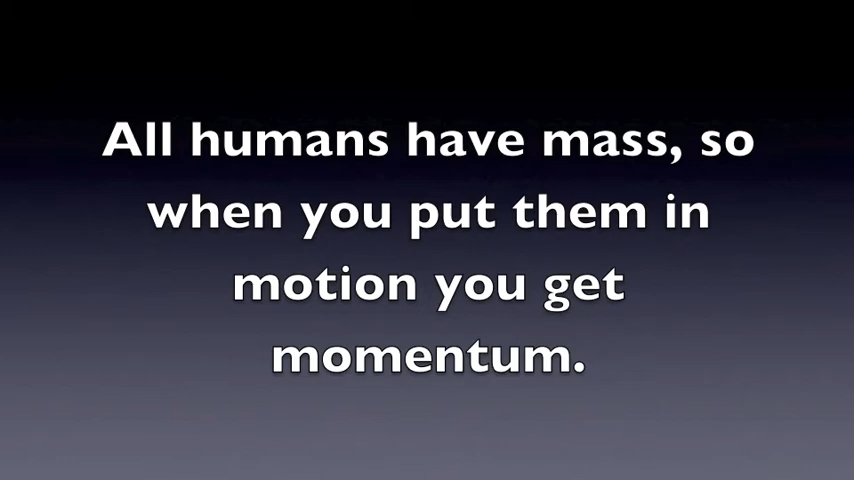 All humans have mass, so
when you put them in
motion you get
momentum.